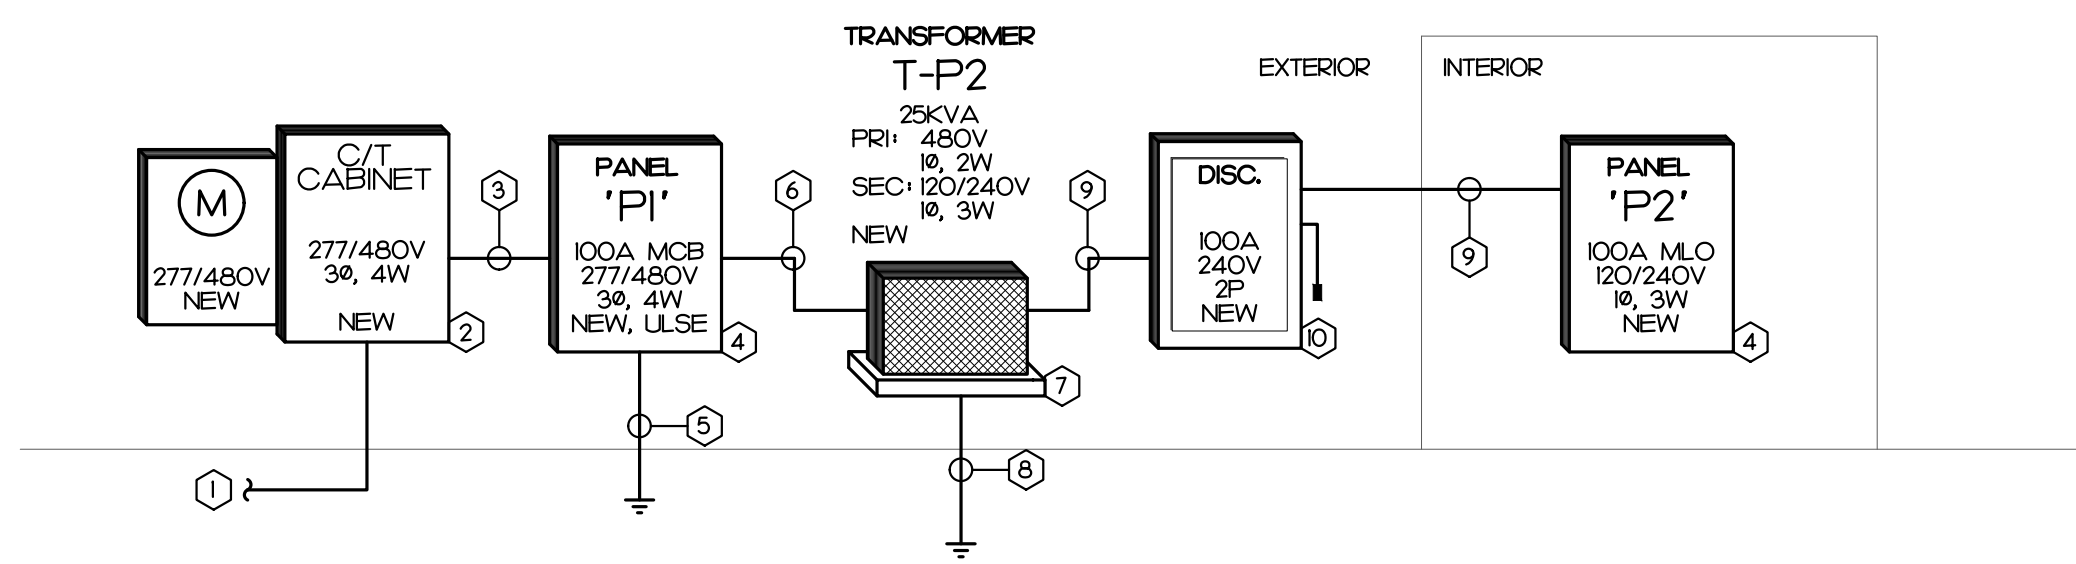 TRANSFORMER
T-P2
25KVA
PRI: 480V
1Ø, 2W
SEC: 120/240V
1Ø, 3W
NEW
EXTERIOR
INTERIOR
M
277/480V
NEW
C/T
CABINET
277/480V
3Ø, 4W
NEW
2
3
PANEL
'P1'
100A MCB
277/480V
3Ø, 4W
NEW, ULSE
4
6
9
DISC.
100A
240V
2P
NEW
10
9
PANEL
'P2'
100A MLO
120/240V
1Ø, 3W
NEW
4
7
5
8
1